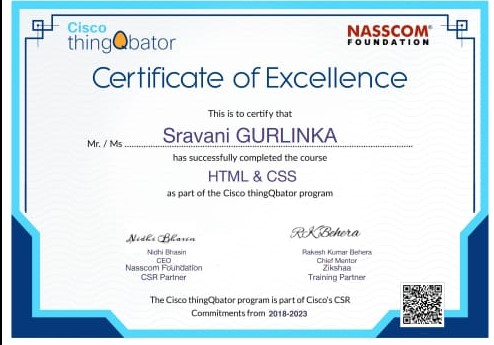 Cisco
thingQbator
NASSCOM®
FOUNDATION
Certificate of Excellence
This is to certify that
Mr. / Ms ........ Sravani GURLINKA ........
has successfully completed the course
HTML & CSS
as part of the Cisco thingQbator program
Nidhi Bhasin
RKBehera
Nidhi Bhasin
CEO
Nasscom Foundation
CSR Partner
Rakesh Kumar Behera
Chief Mentor
Zikshaa
Training Partner
The Cisco thingQbator program is part of Cisco's CSR
Commitments from 2018-2023